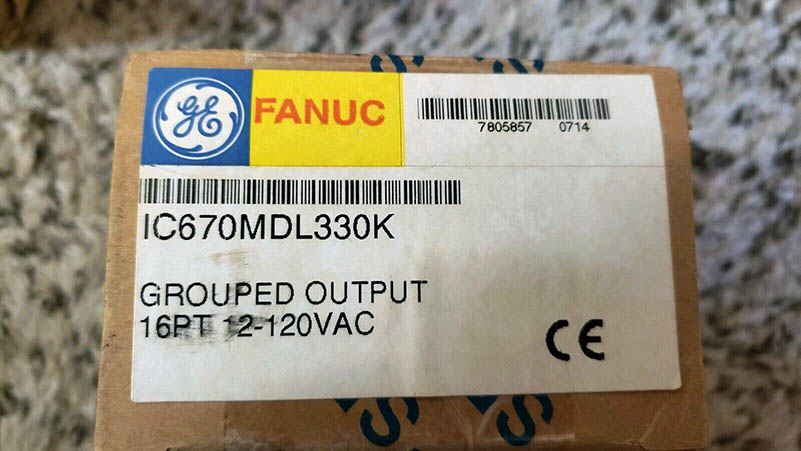 GE FANUC
7805857 0714
IC670MDL330K
GROUPED OUTPUT
16PT 12-120VAC
CE